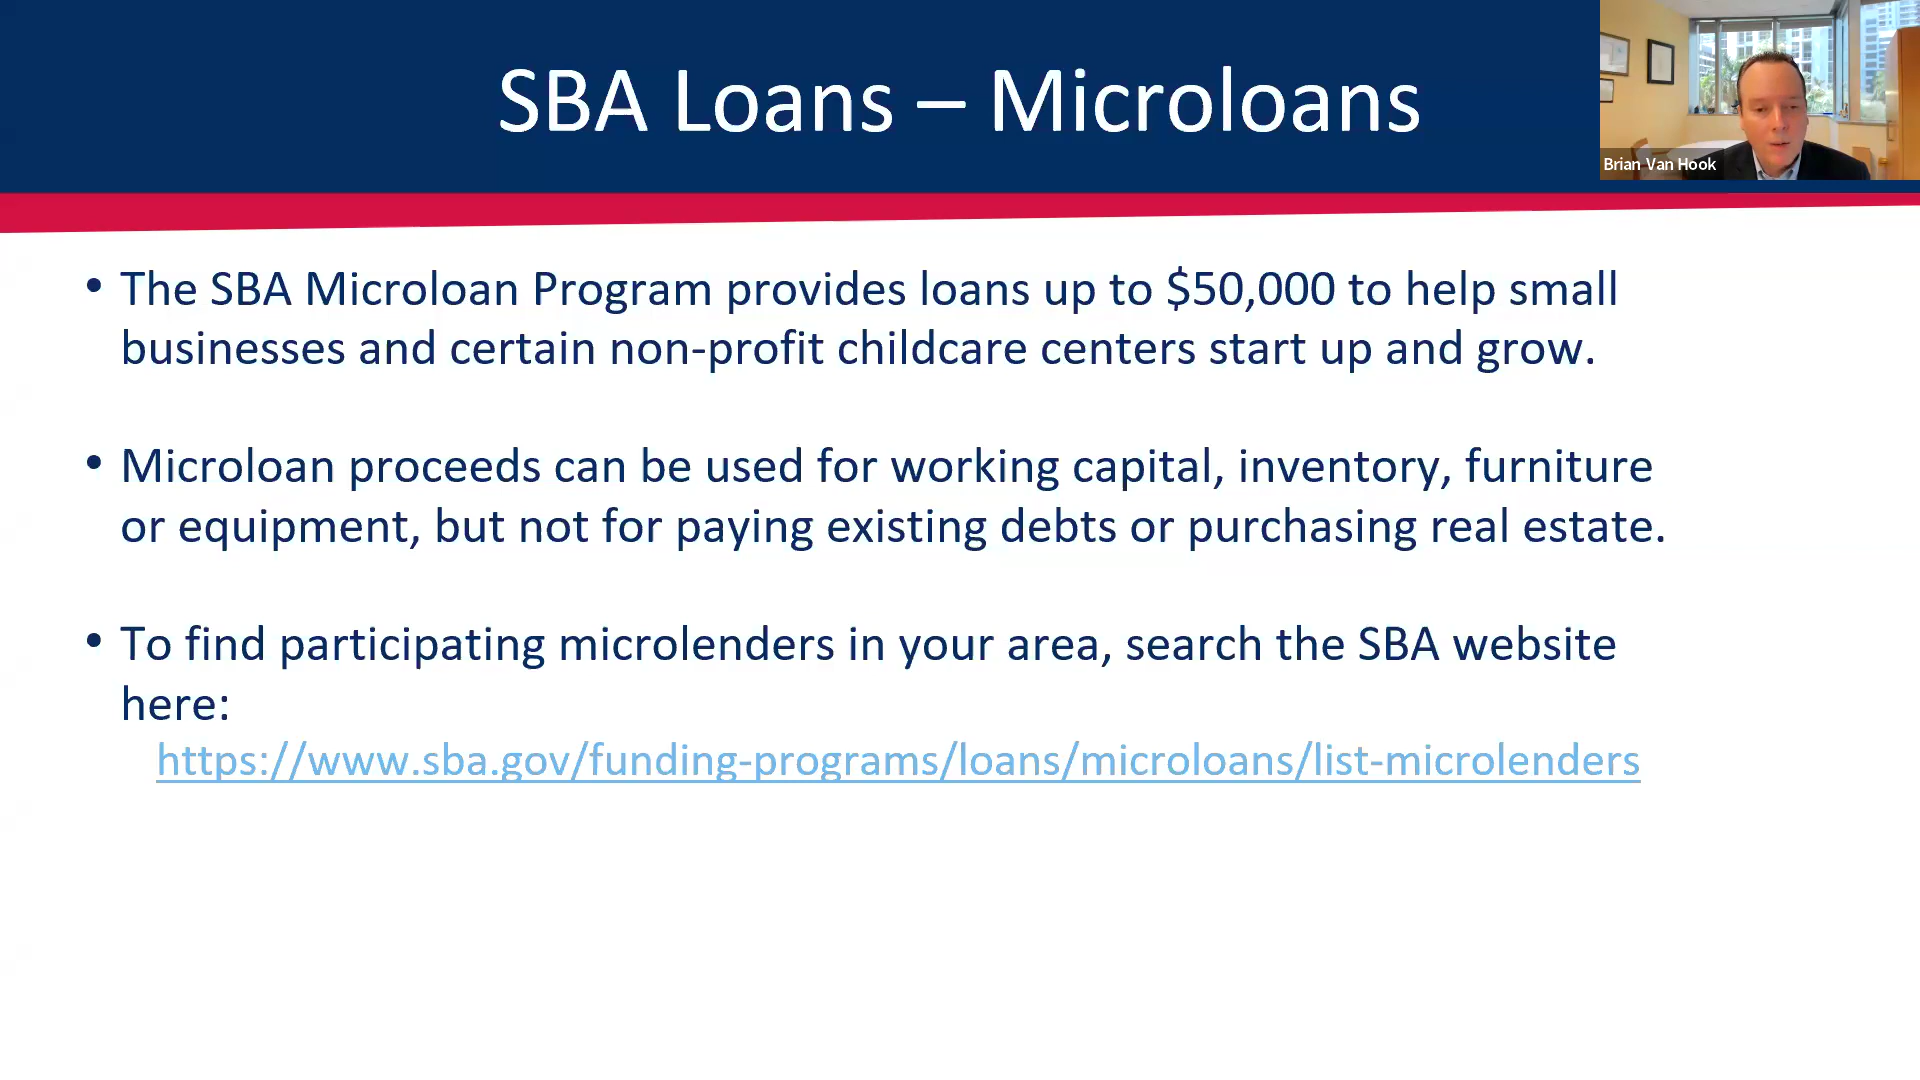 SBA Loans – Microloans
Brian Van Hook
• The SBA Microloan Program provides loans up to $50,000 to help small
businesses and certain non-profit childcare centers start up and grow.
• Microloan proceeds can be used for working capital, inventory, furniture
or equipment, but not for paying existing debts or purchasing real estate.
• To find participating microlenders in your area, search the SBA website
here:
https://www.sba.gov/funding-programs/loans/microloans/list-microlenders